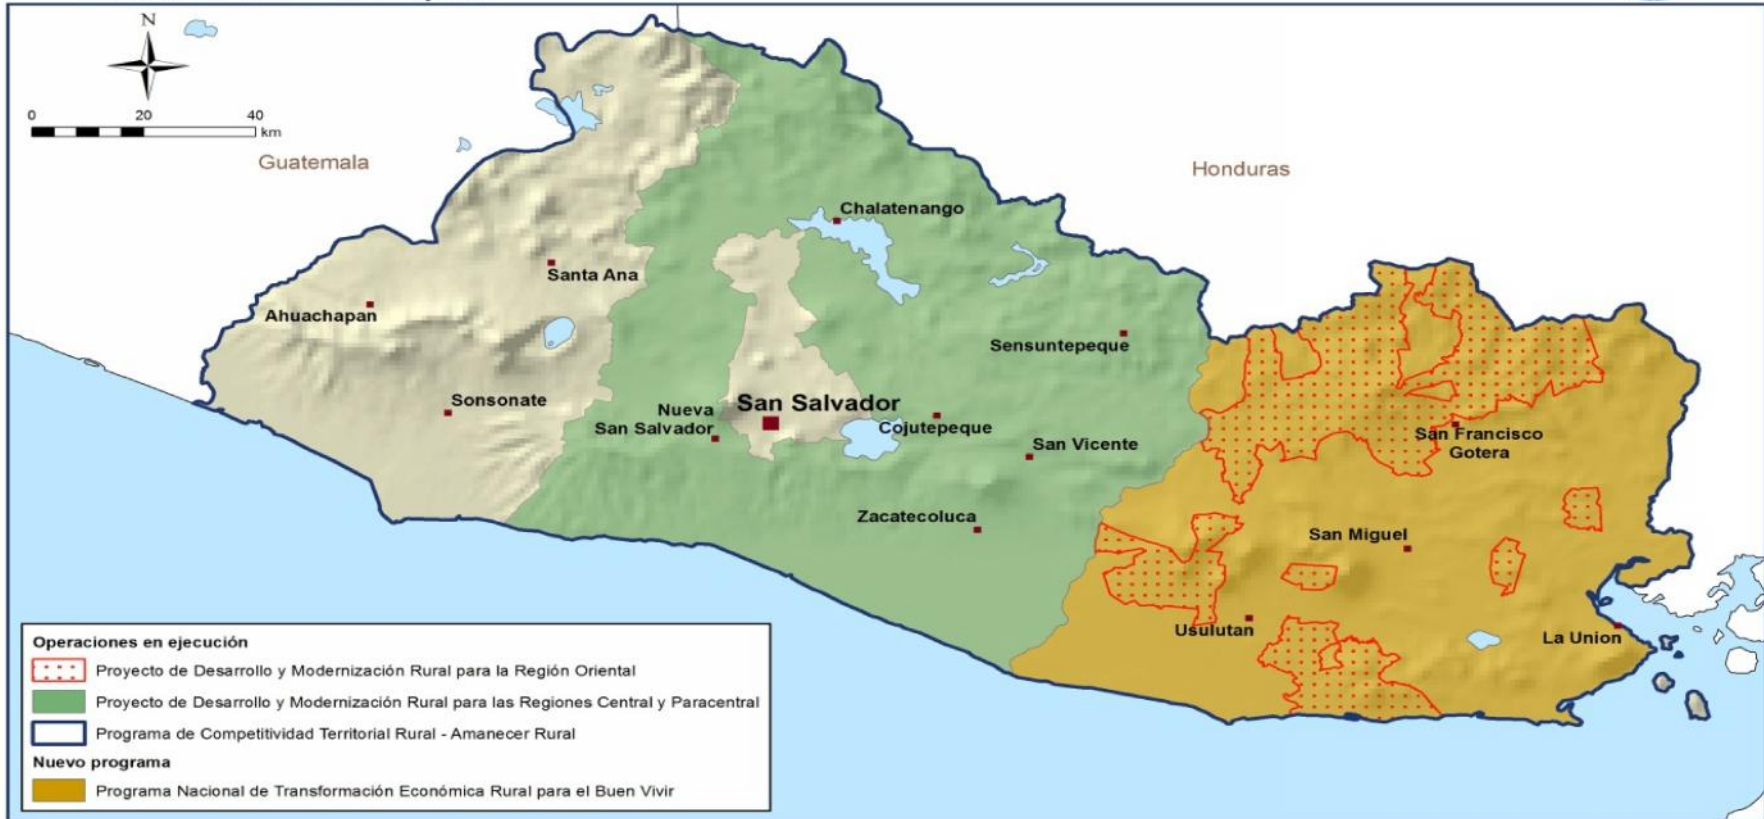 N
0 20 40
km
Guatemala
Honduras
Chalatenango
Santa Ana
Ahuachapan
Sensuntepeque
Sonsonate
San Salvador
Nueva
San Salvador
Cojutepeque
San Vicente
San Francisco
Gotera
Zacatecoluca
San Miguel
Usulutan
La Union
Operaciones en ejecución
Proyecto de Desarrollo y Modernización Rural para la Región Oriental
Proyecto de Desarrollo y Modernización Rural para las Regiones Central y Paracentral
Programa de Competitividad Territorial Rural - Amanecer Rural
Nuevo programa
Programa Nacional de Transformación Económica Rural para el Buen Vivir